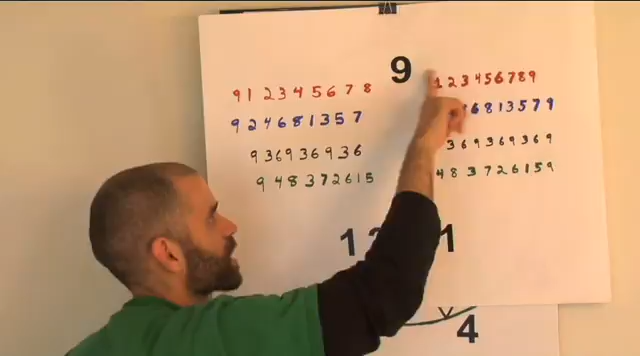 9
9 1 2 3 4 5 6 7 8 1 2 3 4 5 6 7 8 9
9 2 4 6 8 1 3 5 7 6 8 1 3 5 7 9
9 3 6 9 3 6 9 3 6 3 6 9 3 6 9 3 6 9
9 4 8 3 7 2 6 1 5 4 8 3 7 2 6 1 5 9
1 1
4